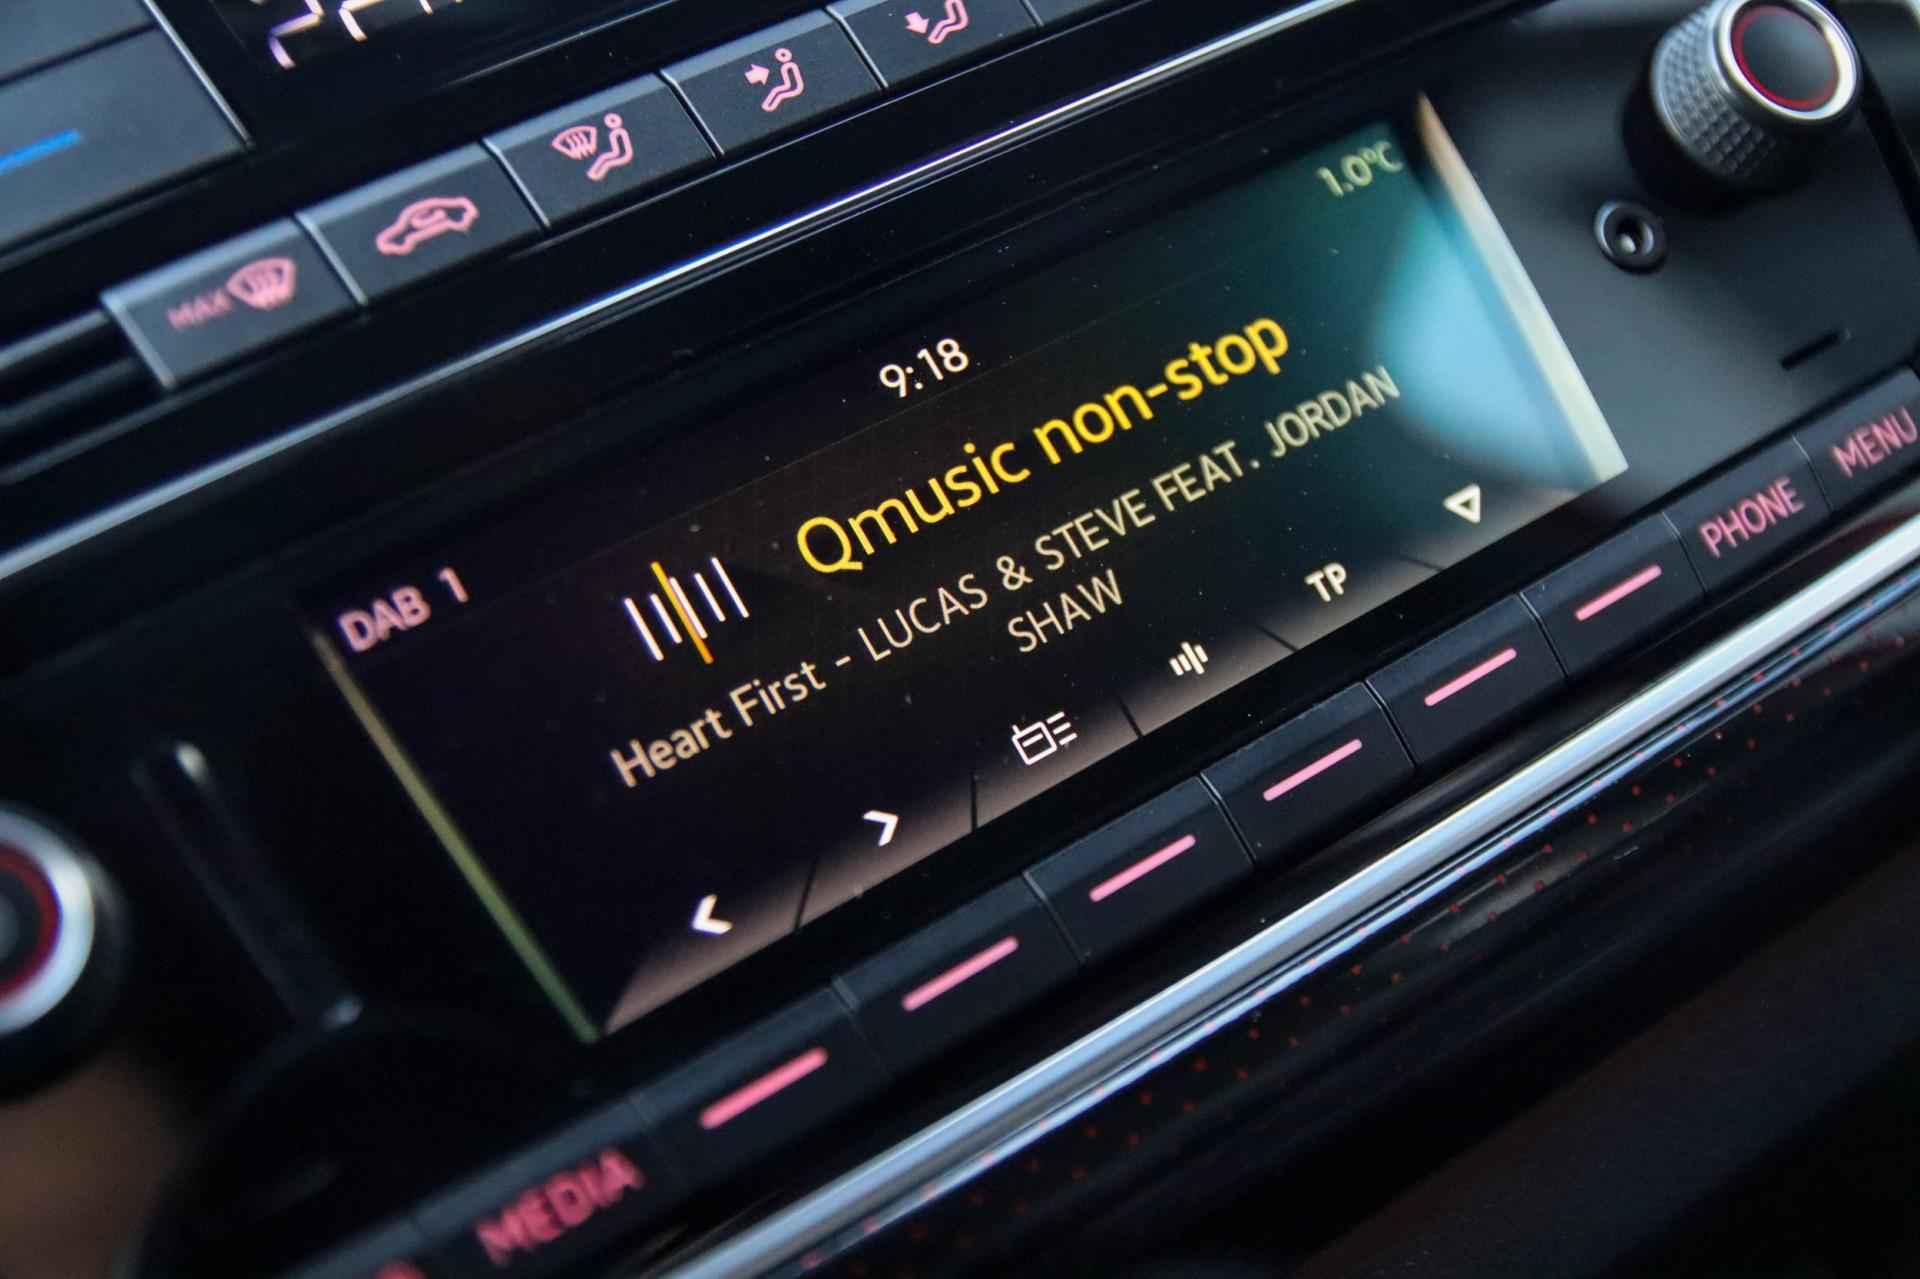 MAX
1.0°C
9:18
DAB 1
Qmusic non-stop
Heart First - LUCAS & STEVE FEAT. JORDAN
SHAW
TP
MEDIA
PHONE
MENU